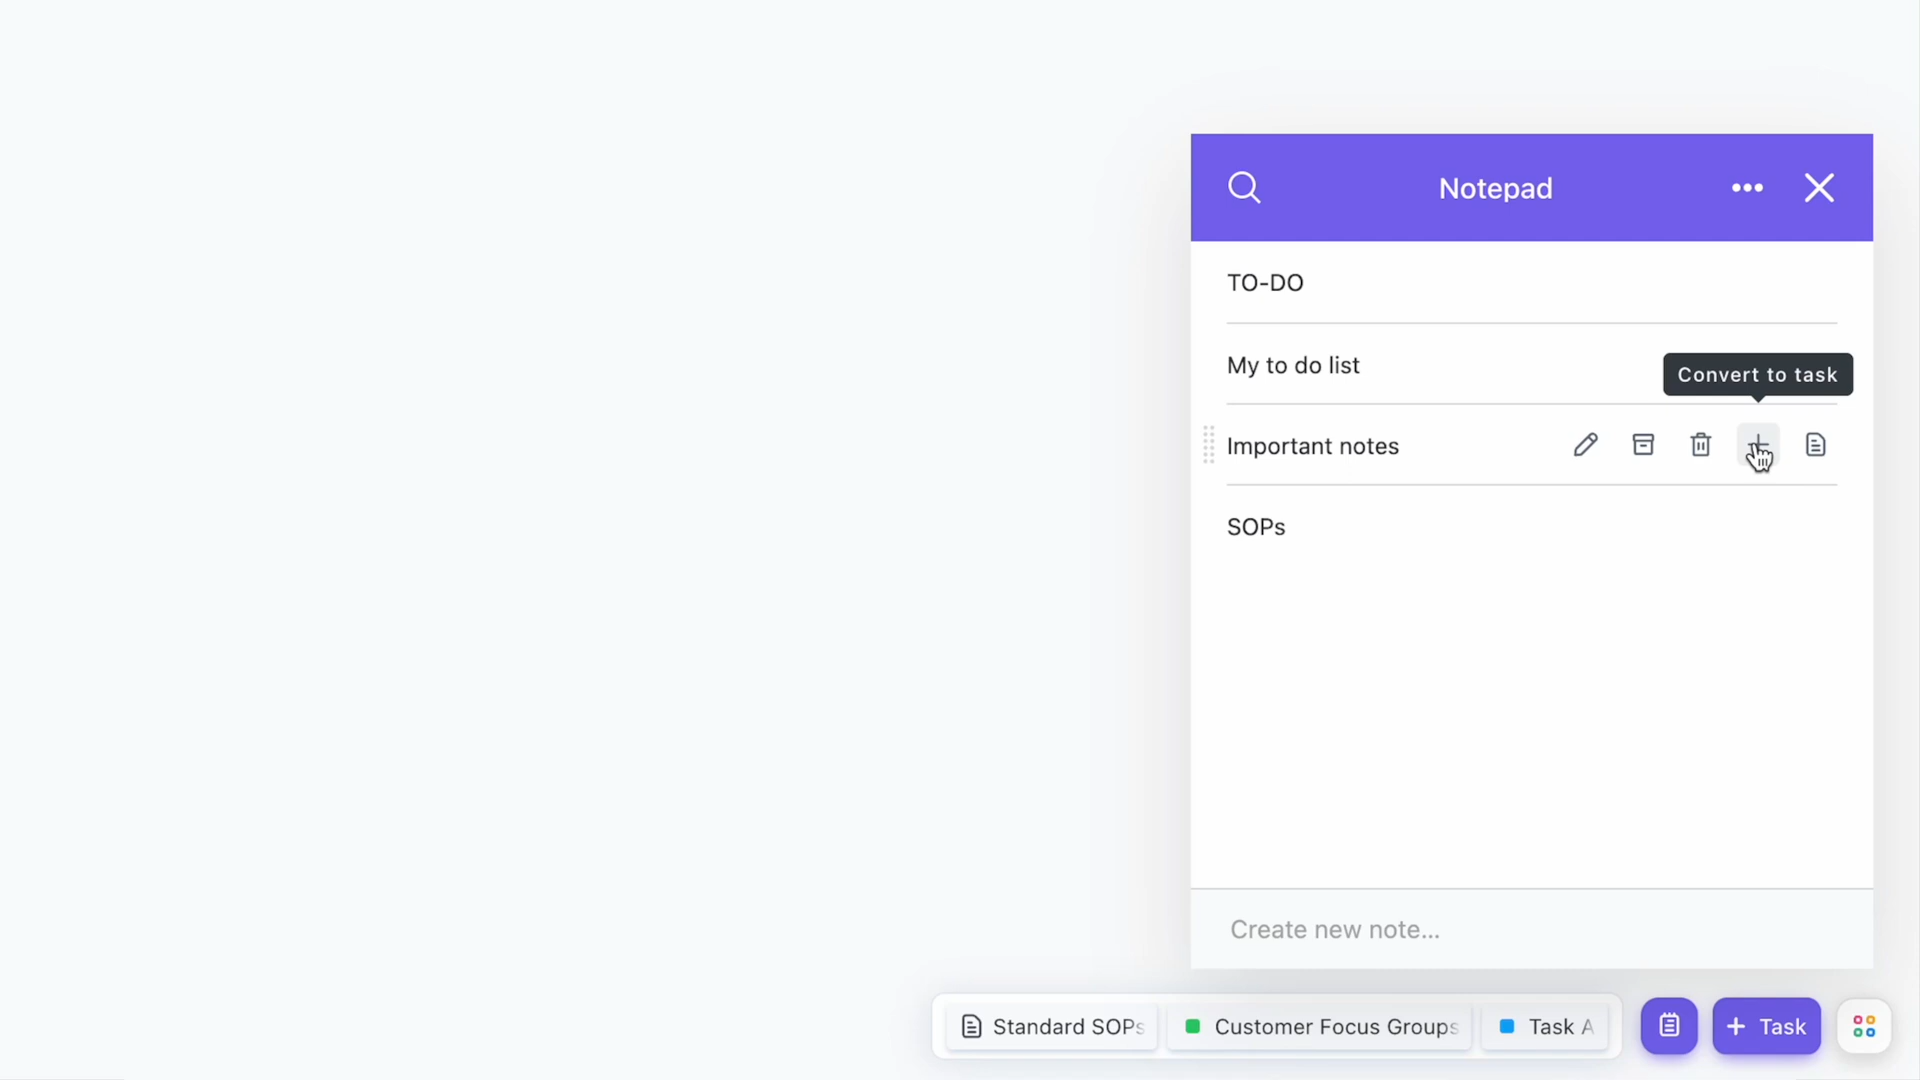 Notepad
TO-DO
My to do list
Convert to task
Important notes
SOPs
Create new note...
Standard SOPs
Customer Focus Groups
Task A
+ Task